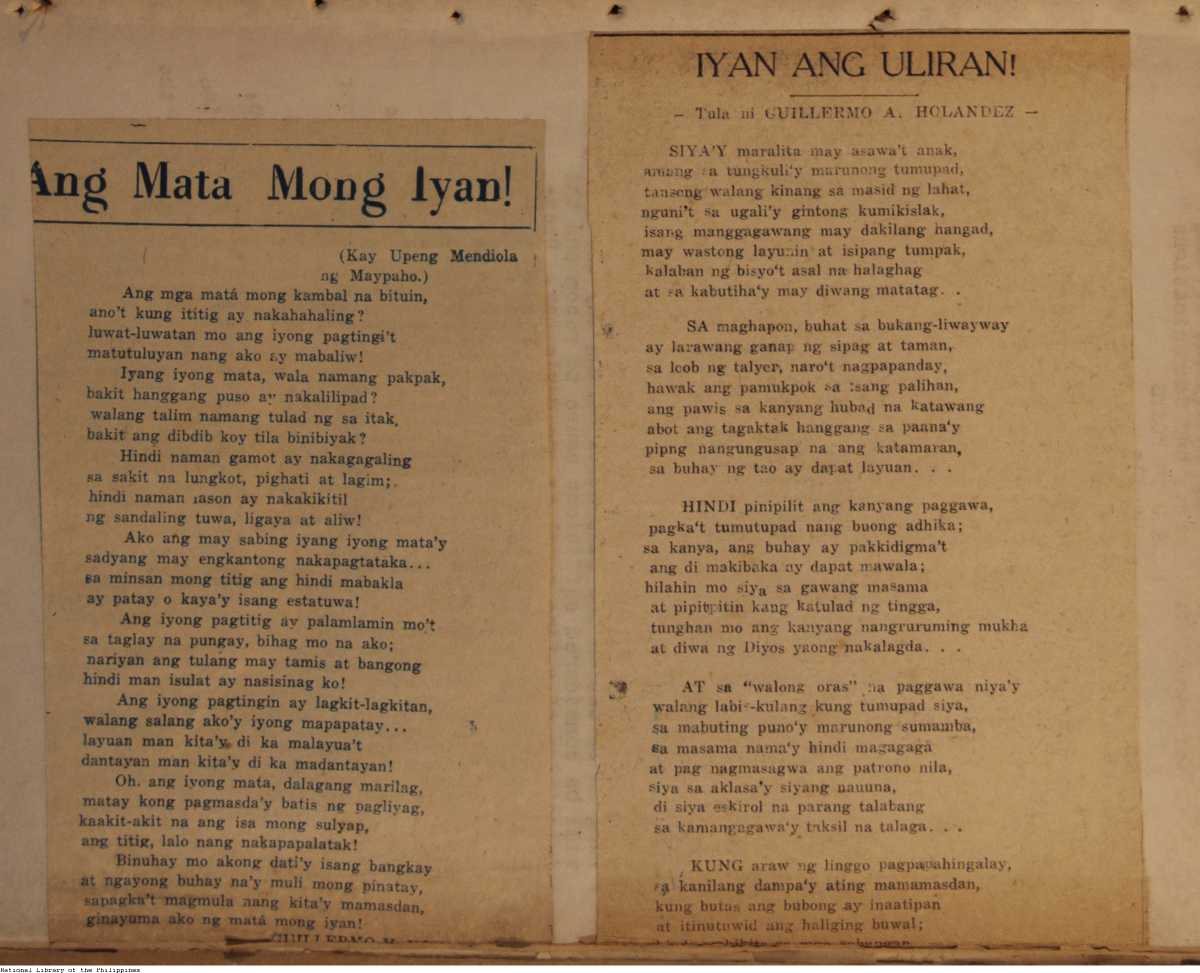 Ang Mata Mong Iyan!
(Kay Upeng Mendiola
ng Maypaho.)
Ang mga matá mong kambal na bituin,
ano't kung ititig ay nakahahaling?
luwat-luwatan mo ang iyong pagtingi't
matutuluyan nang ako ay mabaliw!
Iyang iyong mata, wala namang pakpak,
bakit hanggang puso ay nakalilipad?
walang talim namang tulad ng sa itak,
bakit ang dibdib koy tila binibiyak?
Hindi naman gamot ay nakagagaling
sa sakit na lungkot, pighati at lagim;
hindi naman lason ay nakakikitil
ng sandaling tuwa, ligaya at aliw!
Ako ang may sabing iyang iyong mata'y
sadyang may engkantong nakapagtataka...
sa minsan mong titig ang hindi mabakla
ay patay o kaya'y isang estatuwa!
Ang iyong pagtitig ay palamlamin mo't
sa taglay na pungay, bihag mo na ako;
nariyan ang tulang may tamis at bangong
hindi man isulat ay nasisinag ko!
Ang iyong pagtingin ay lagkit-lagkitan,
walang salang ako'y iyong mapapatay...
layuan man kita'y di ka malayua't
dantayan man kita'y di ka madantayan!
Oh. ang iyong mata, dalagang marilag,
matay kong pagmasda'y batis ng pagliyag,
kaakit-akit na ang isa mong sulyap,
ang titig, lalo nang nakapapalatak!
Binuhay mo akong dati'y isang bangkay
at ngayong buhay na'y muli mong pinatay,
sapagka't magmula nang kita'y mamasdan,
ginayuma ako ng matá mong iyan!
GUILLERMO
IYAN ANG ULIRAN!
— Tula ni GUILLERMO A. HOLANDEZ —
SIYA'Y maralita may asawa't anak,
amang sa tungkuli'y marunong tumupad,
tansong walang kinang sa masid ng lahat,
nguni't sa ugali'y gintong kumikislak,
isang manggagawang may dakilang hangad,
may wastong layunin at isipang tumpak,
kalaban ng bisyo't asal na halaghag
at sa kabutiha'y may diwang matatag. .
SA maghapon, buhat sa bukang-liwayway
ay larawang ganap ng sipag at taman,
sa loob ng talyer, naro't nagpapanday,
hawak ang pamukpok sa isang palihan,
ang pawis sa kanyang hubad na katawang
abot ang tagaktak hanggang sa paana'y
pipng nangungusap na ang katamaran,
sa buhay ng tao ay dapat layuan. . .
HINDI pinipilit ang kanyang paggawa,
pagka't tumutupad nang buong adhika;
sa kanya, ang buhay ay pakkidigma't
ang di makibaka ay dapat mawala;
hilahin mo siya sa gawang masama
at pipitpitin kang katulad ng tingga,
tunghan mo ang kanyang nangruruming mukha
at diwa ng Diyos yaong nakalagda. . .
AT sa "walong oras" na paggawa niya'y
walang labis-kulang kung tumupad siya,
sa mabuting puno'y marunong sumamba,
sa masama nama'y hindi magagagá
at pag nagmasagwa ang patrono nila,
siya sa aklasa'y siyang nauuna,
di siya eskirol na parang talabang
sa kamangagawa'y taksil na talaga. . .
KUNG araw ng linggo pagpapahingalay,
sa kanilang dampa'y ating mamamasdan,
kung butas ang bubong ay inaatipan
at itinutuwid ang haliging buwal;
National Library of the Philippines